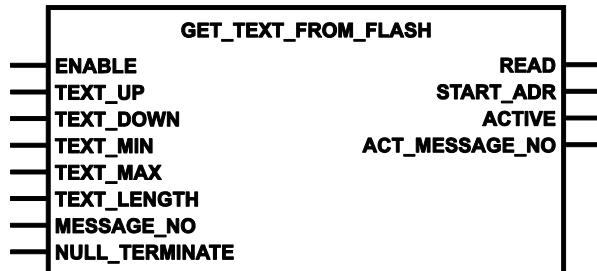 GET_TEXT_FROM_FLASH
ENABLE READ
TEXT_UP START_ADR
TEXT_DOWN ACTIVE
TEXT_MIN ACT_MESSAGE_NO
TEXT_MAX
TEXT_LENGTH
MESSAGE_NO
NULL_TERMINATE